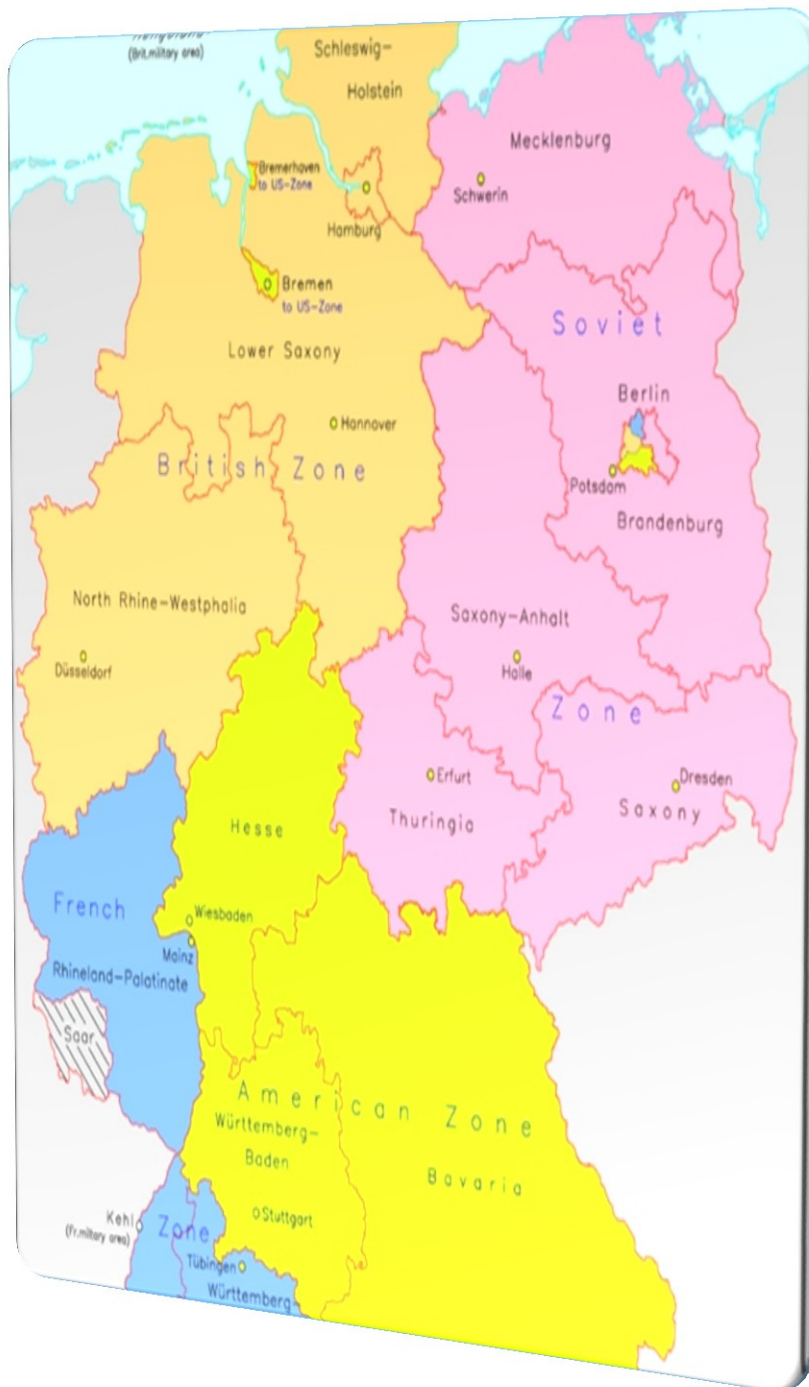 (Brit.military area)
Schleswig-
Holstein
Mecklenburg
Bremerhaven
to US-Zone
Schwerin
Hamburg
Bremen
to US-Zone
Soviet
Lower Saxony
Berlin
Hannover
British Zone
Potsdam
Brandenburg
North Rhine-Westphalia
Saxony-Anhalt
Düsseldorf
Halle
Zone
Erfurt
Dresden
Saxony
Thuringia
Hesse
French
Wiesbaden
Mainz
Rhineland-Palatinate
Saar
American Zone
Württemberg-
Baden
Bavaria
Stuttgart
Kehl
(Fr.military area)
Zone
Tübingen
Württemberg-